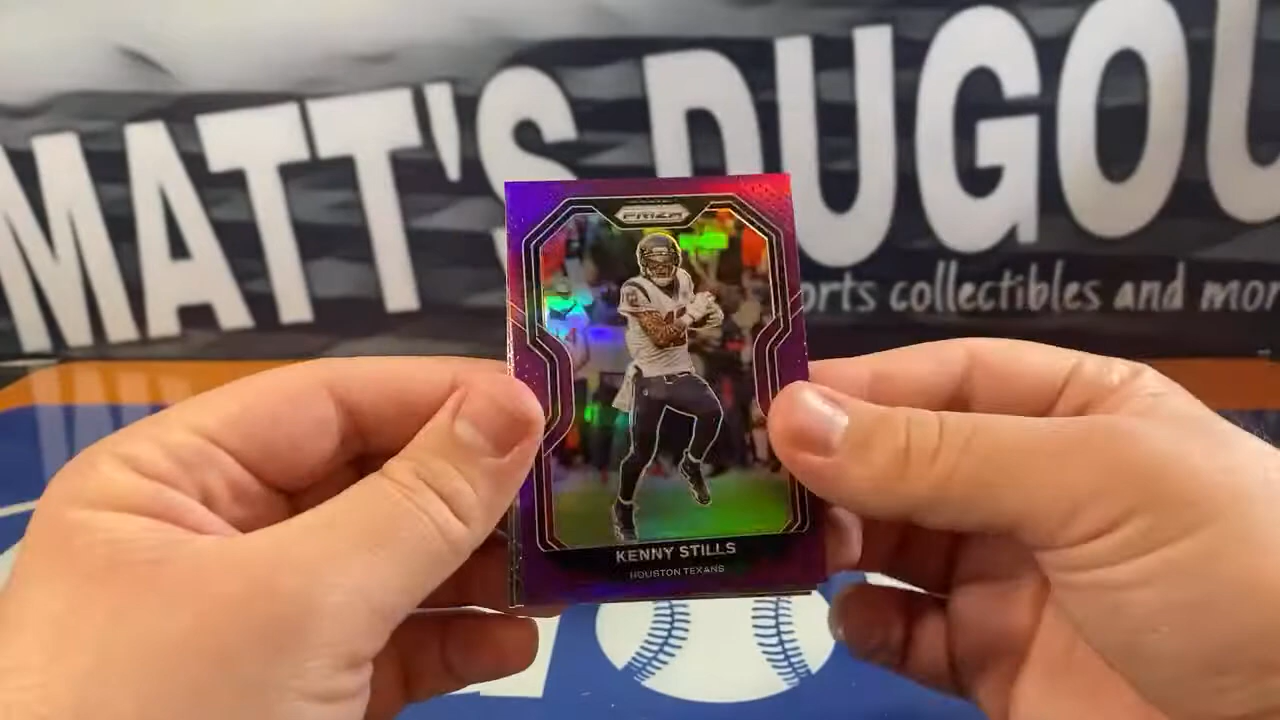 MATT'S DUGOU
orts collectibles and mor
PRIZM
KENNY STILLS
HOUSTON TEXANS